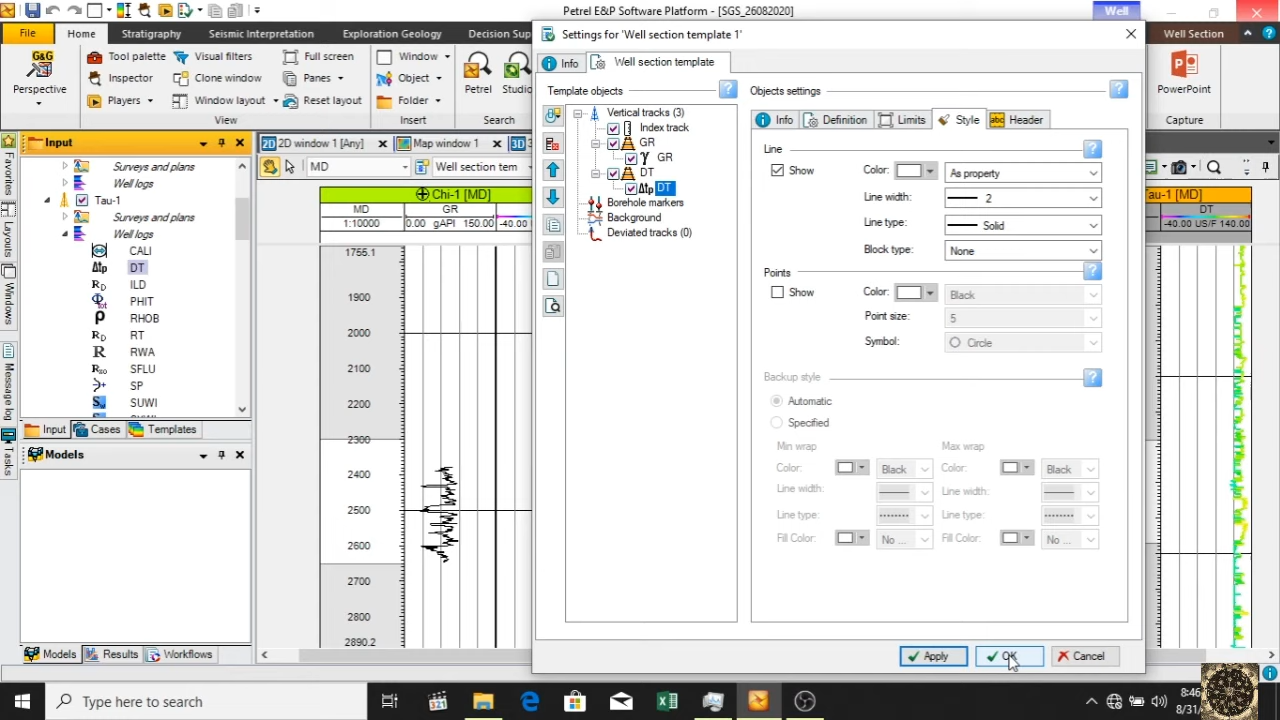 Petrel E&P Software Platform - [SGS_26082020]
Well
File
Home
Stratigraphy
Seismic Interpretation
Exploration Geology
Decision Sup
Well Section
G&G
Perspective
Tool palette
Visual filters
Full screen
Inspector
Clone window
Panes
Players
Window layout
Reset layout
View
Window
Object
Folder
Insert
Petrel
Studio
Search
PowerPoint
Capture
Favorites
Layouts
Windows
Message log
Tasks
Input
Surveys and plans
Well logs
Tau-1
Surveys and plans
Well logs
CALI
DT
ILD
PHIT
RHOB
RT
RWA
SFLU
SP
SUWI
Input
Cases
Templates
Models
Models
Results
Workflows
2D window 1 [Any]
Map window 1
MD
Well section tem
Chi-1 [MD]
MD
GR
1:10000
0.00 gAPI 150.00
-40.00
1755.1
1900
2000
2100
2200
2300
2400
2500
2600
2700
2800
2890.2
Tau-1 [MD]
DT
-40.00 US/F 140.00
Settings for 'Well section template 1'
Info
Well section template
Template objects
Vertical tracks (3)
Index track
GR
GR
DT
DT
Borehole markers
Background
Deviated tracks (0)
Objects settings
Info
Definition
Limits
Style
Header
Line
Show
Color:
As property
Line width:
2
Line type:
Solid
Block type:
None
Points
Show
Color:
Black
Point size:
5
Symbol:
Circle
Backup style
Automatic
Specified
Min wrap
Max wrap
Color:
Black
Color:
Black
Line width:
Line width:
Line type:
Line type:
Fill Color:
No ...
Fill Color:
No ...
Apply
OK
Cancel
Type here to search
8:46
8/31/